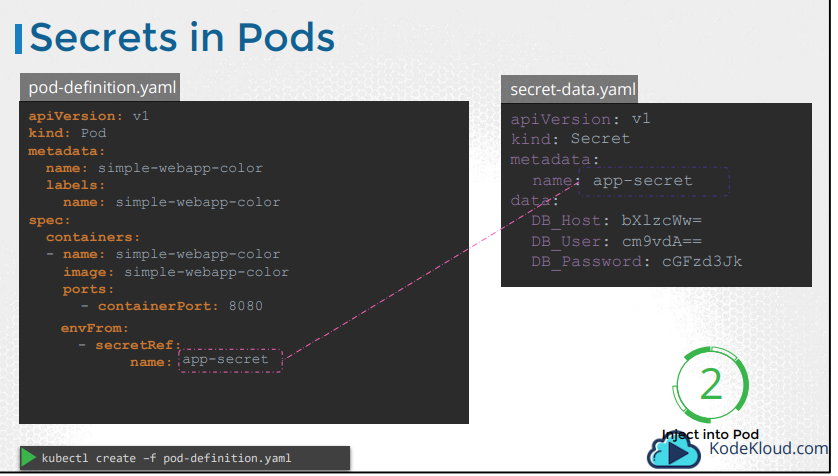 Secrets in Pods
pod-definition.yaml
apiVersion: v1
kind: Pod
metadata:
name: simple-webapp-color
labels:
name: simple-webapp-color
spec:
containers:
- name: simple-webapp-color
image: simple-webapp-color
ports:
- containerPort: 8080
envFrom:
- secretRef:
name: app-secret
kubectl create –f pod-definition.yaml
secret-data.yaml
apiVersion: v1
kind: Secret
metadata:
name: app-secret
data:
DB_Host: bXlzcWw=
DB_User: cm9vdA==
DB_Password: cGFzd3Jk
2
Inject into Pod
KodeKloud.com